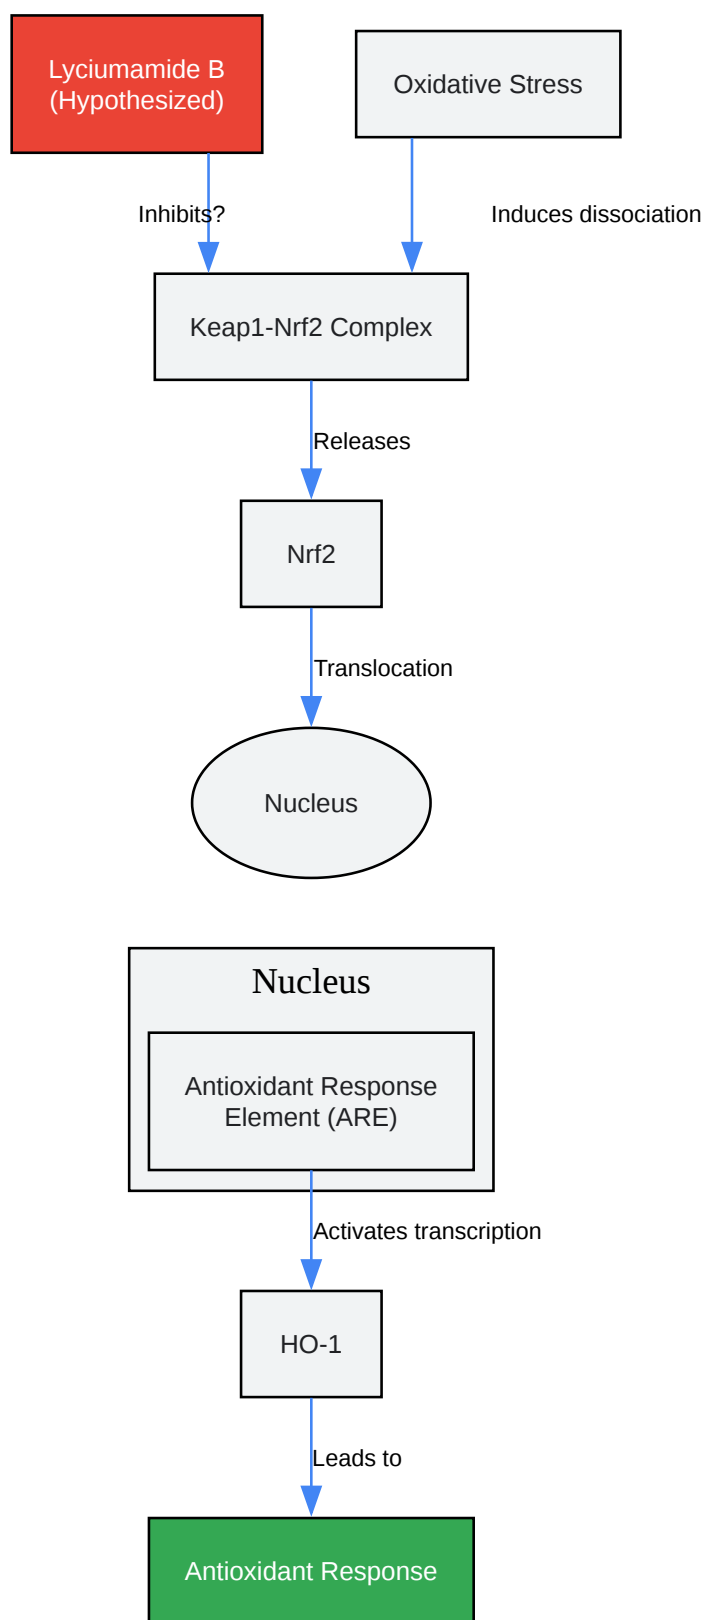 Lyciumamide B
(Hypothesized)
Oxidative Stress
Inhibits?
Induces dissociation
Keap1-Nrf2 Complex
Releases
Nrf2
Translocation
Nucleus
Nucleus
Antioxidant Response
Element (ARE)
Activates transcription
HO-1
Leads to
Antioxidant Response